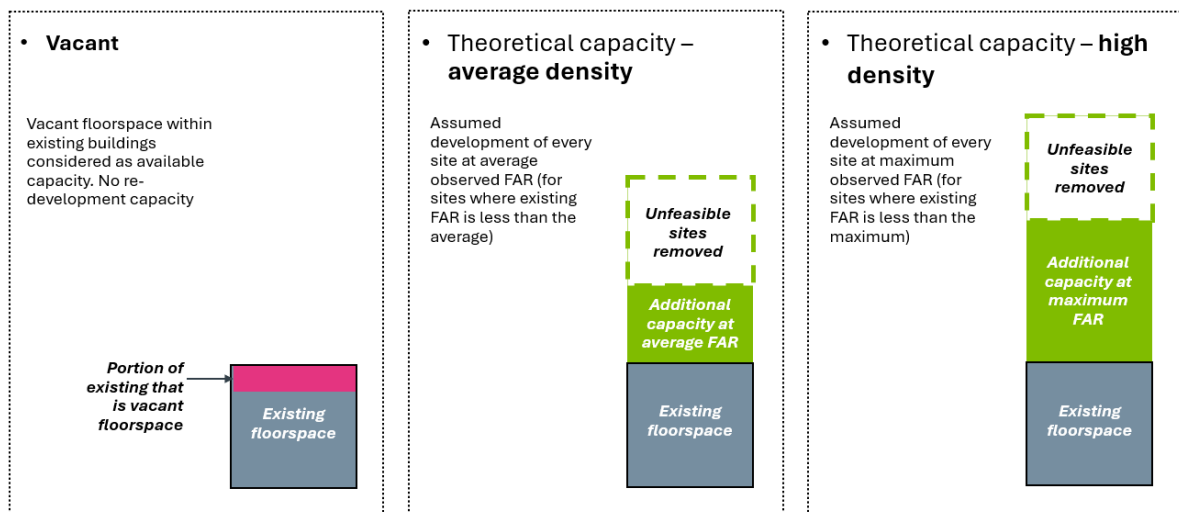 • Vacant
Vacant floorspace within
existing buildings
considered as available
capacity. No re-
development capacity
Portion of
existing that
is vacant
floorspace
Existing
floorspace
• Theoretical capacity –
average density
Assumed
development of every
site at average
observed FAR (for
sites where existing
FAR is less than the
average)
Unfeasible
sites
removed
Additional
capacity at
average FAR
Existing
floorspace
• Theoretical capacity – high
density
Assumed
development of every
site at maximum
observed FAR (for
sites where existing
FAR is less than the
maximum)
Unfeasible
sites
removed
Additional
capacity at
maximum
FAR
Existing
floorspace